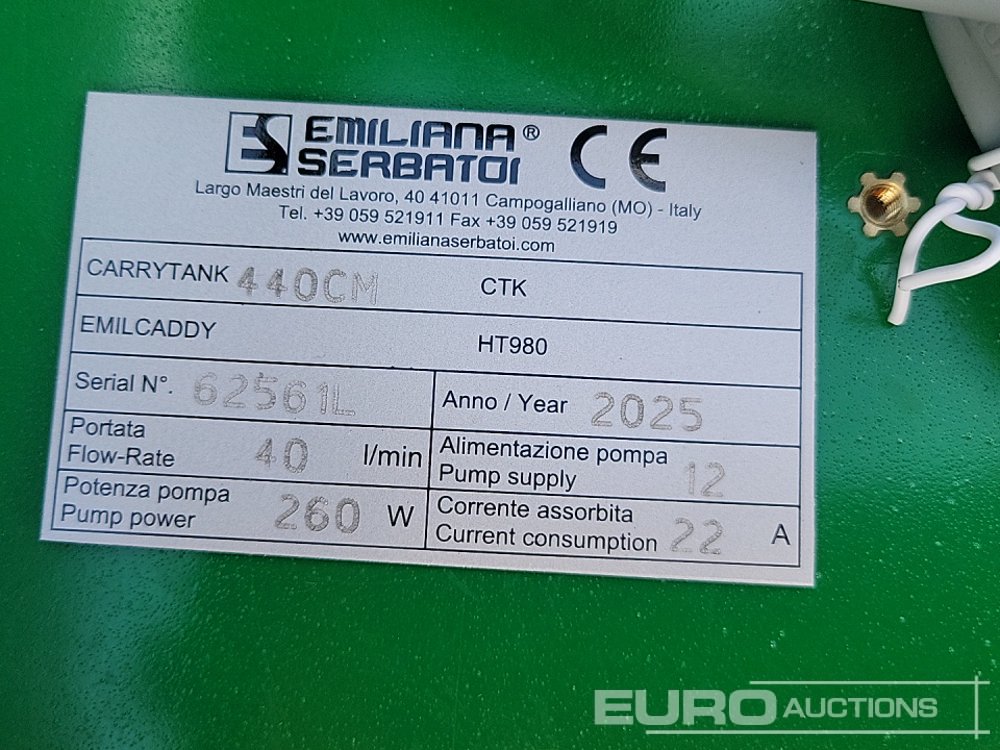 EMILIANA®
SERBATOI
CE
Largo Maestri del Lavoro, 40 41011 Campogalliano (MO) - Italy
Tel. +39 059 521911 Fax +39 059 521919
www.emilianaserbatoi.com
CARRYTANK 440CM CTK
EMILCADDY HT980
Serial N°. 62561L Anno / Year 2025
Portata
Flow-Rate 40 l/min
Alimentazione pompa
Pump supply 12
Potenza pompa
Pump power 260 W
Corrente assorbita
Current consumption 22 A
EURO AUCTIONS